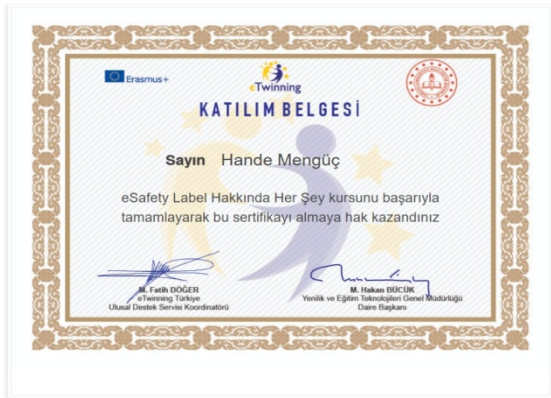 Erasmus+
eTwinning
KATILIM BELGESİ
Sayın Hande Mengüç
eSafety Label Hakkında Her Şey kursunu başarıyla
tamamlayarak bu sertifikayı almaya hak kazandınız
M. Fatih DÖĞER
eTwinning Türkiye
Ulusal Destek Servisi Koordinatörü
M. Hakan BÜCÜK
Yenilik ve Eğitim Teknolojileri Genel Müdürlüğü
Daire Başkanı